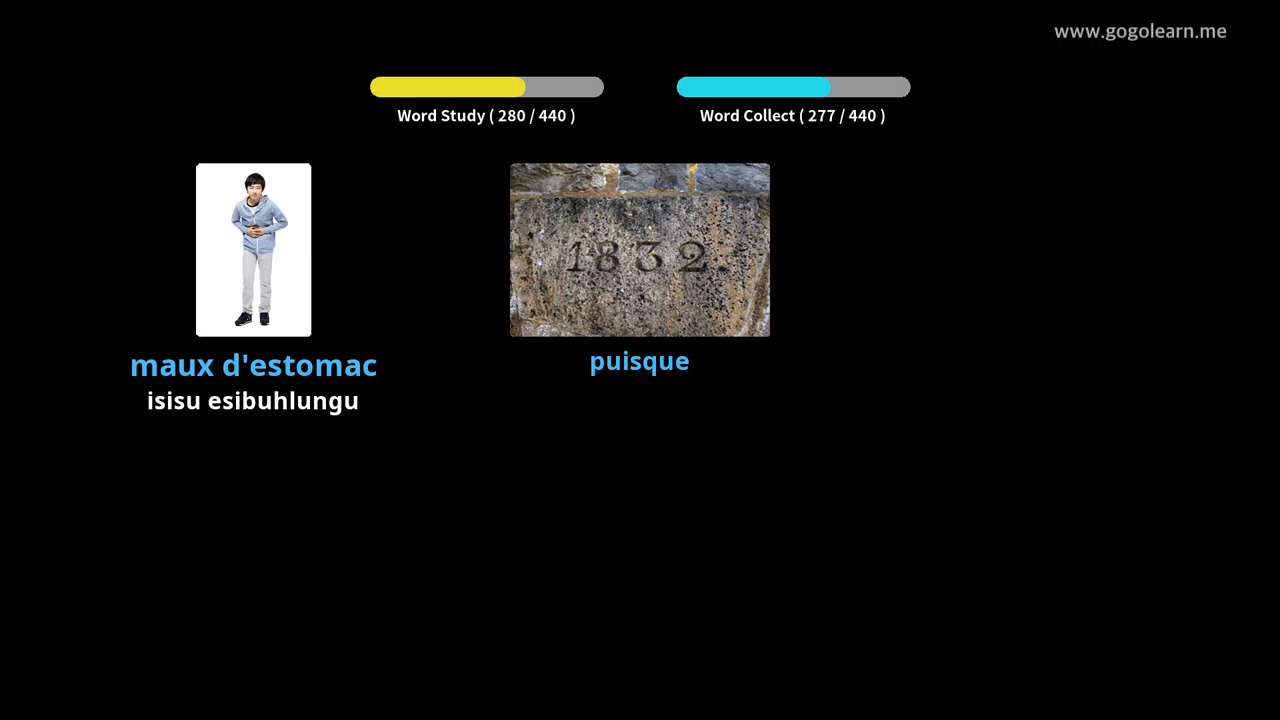 www.gogolearn.me
Word Study ( 280 / 440 )
Word Collect ( 277 / 440 )
1832.
maux d'estomac
isisu esibuhlungu
puisque